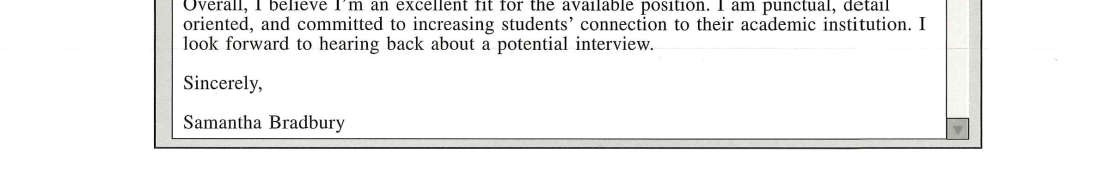 Overall, I believe I'm an excellent fit for the available position. I am punctual, detail
oriented, and committed to increasing students' connection to their academic institution. I
look forward to hearing back about a potential interview.
Sincerely,
Samantha Bradbury